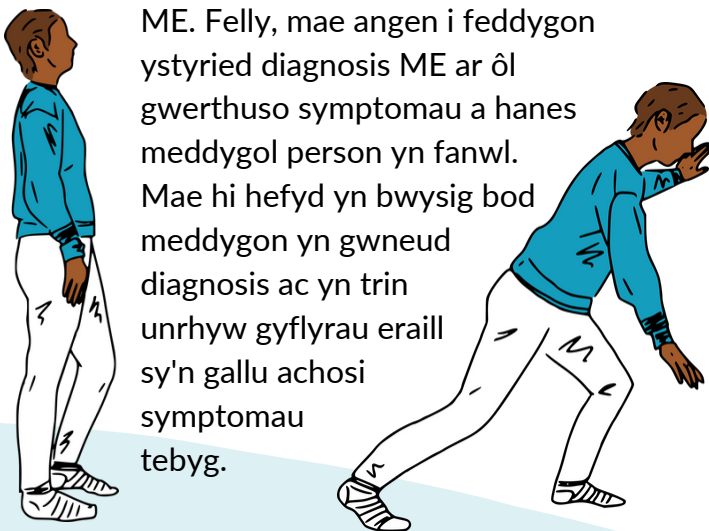 ME. Felly, mae angen i feddygon
ystyried diagnosis ME ar ôl
gwerthuso symptomau a hanes
meddygol person yn fanwl.
Mae hi hefyd yn bwysig bod
meddygon yn gwneud
diagnosis ac yn trin
unrhyw gyflyrau eraill
sy'n gallu achosi
symptomau
tebyg.